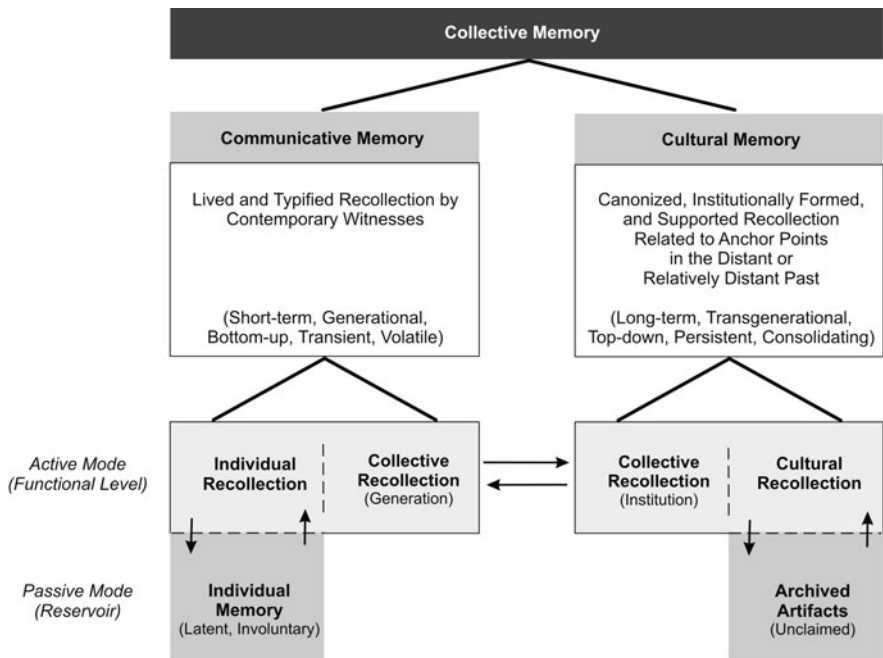 Collective Memory
Communicative Memory
Lived and Typified Recollection by
Contemporary Witnesses
(Short-term, Generational,
Bottom-up, Transient, Volatile)
Cultural Memory
Canonized, Institutionally Formed,
and Supported Recollection
Related to Anchor Points
in the Distant or
Relatively Distant Past
(Long-term, Transgenerational,
Top-down, Persistent, Consolidating)
Active Mode
(Functional Level)
Individual
Recollection
Collective
Recollection
(Generation)
Collective
Recollection
(Institution)
Cultural
Recollection
Passive Mode
(Reservoir)
Individual
Memory
(Latent, Involuntary)
Archived
Artifacts
(Unclaimed)